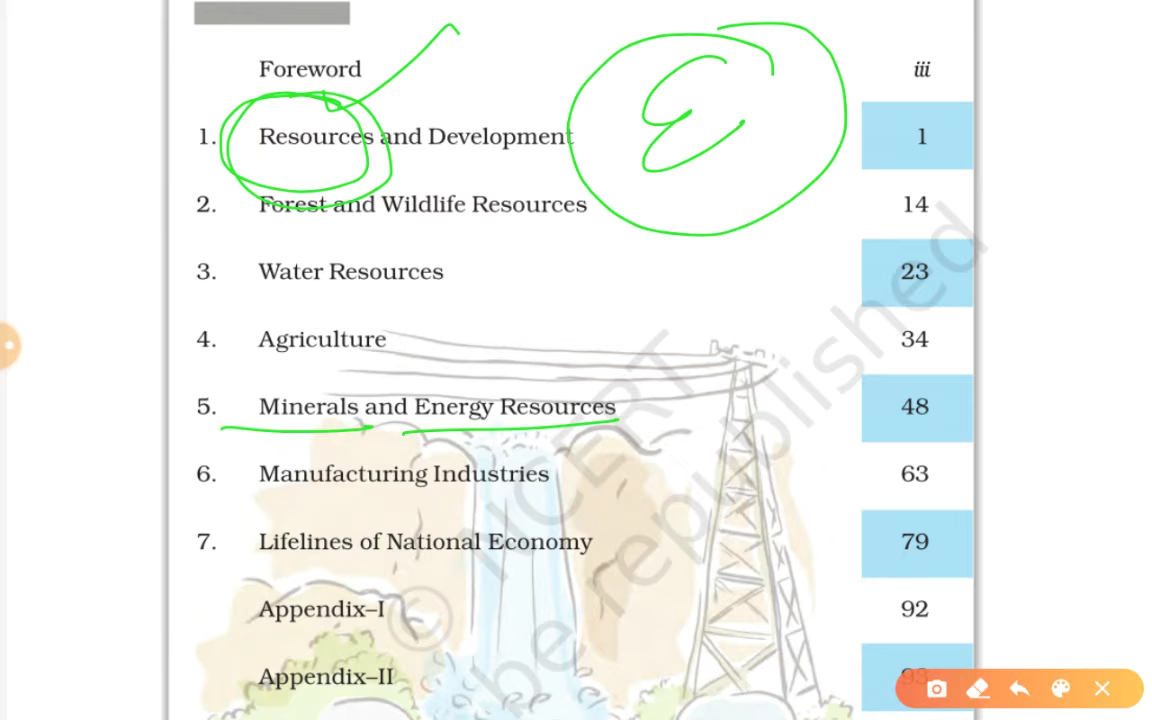 Foreword iii
1. Resources and Development 1
2. Forest and Wildlife Resources 14
3. Water Resources 23
4. Agriculture 34
5. Minerals and Energy Resources 48
6. Manufacturing Industries 63
7. Lifelines of National Economy 79
Appendix–I 92
Appendix–II 93
© NCERT
be republished